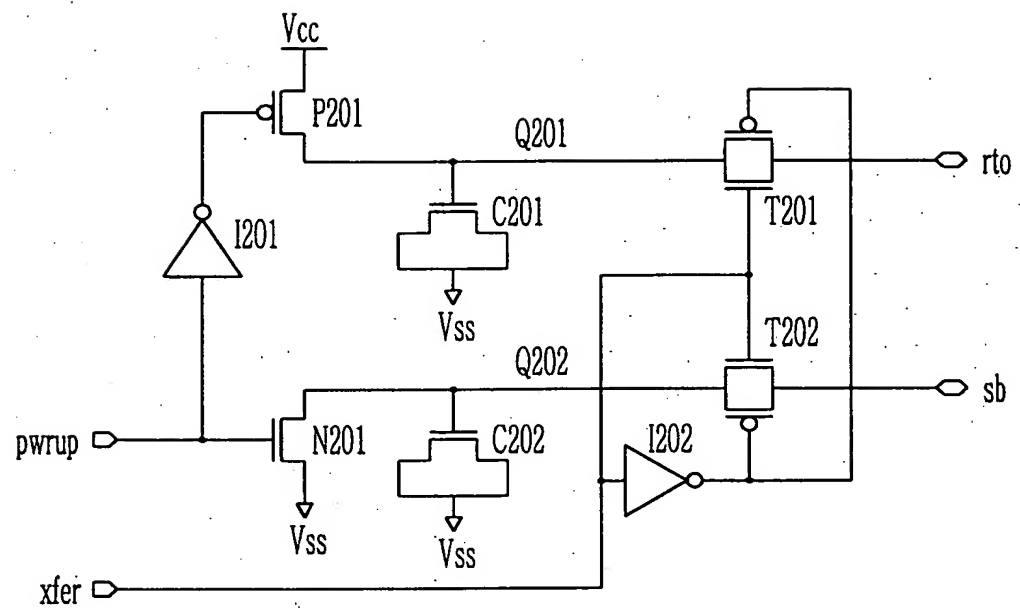 Vcc
P201
Q201
rto
I201
C201
T201
Vss
T202
Q202
sb
pwrup
N201
C202
I202
Vss
Vss
xfer